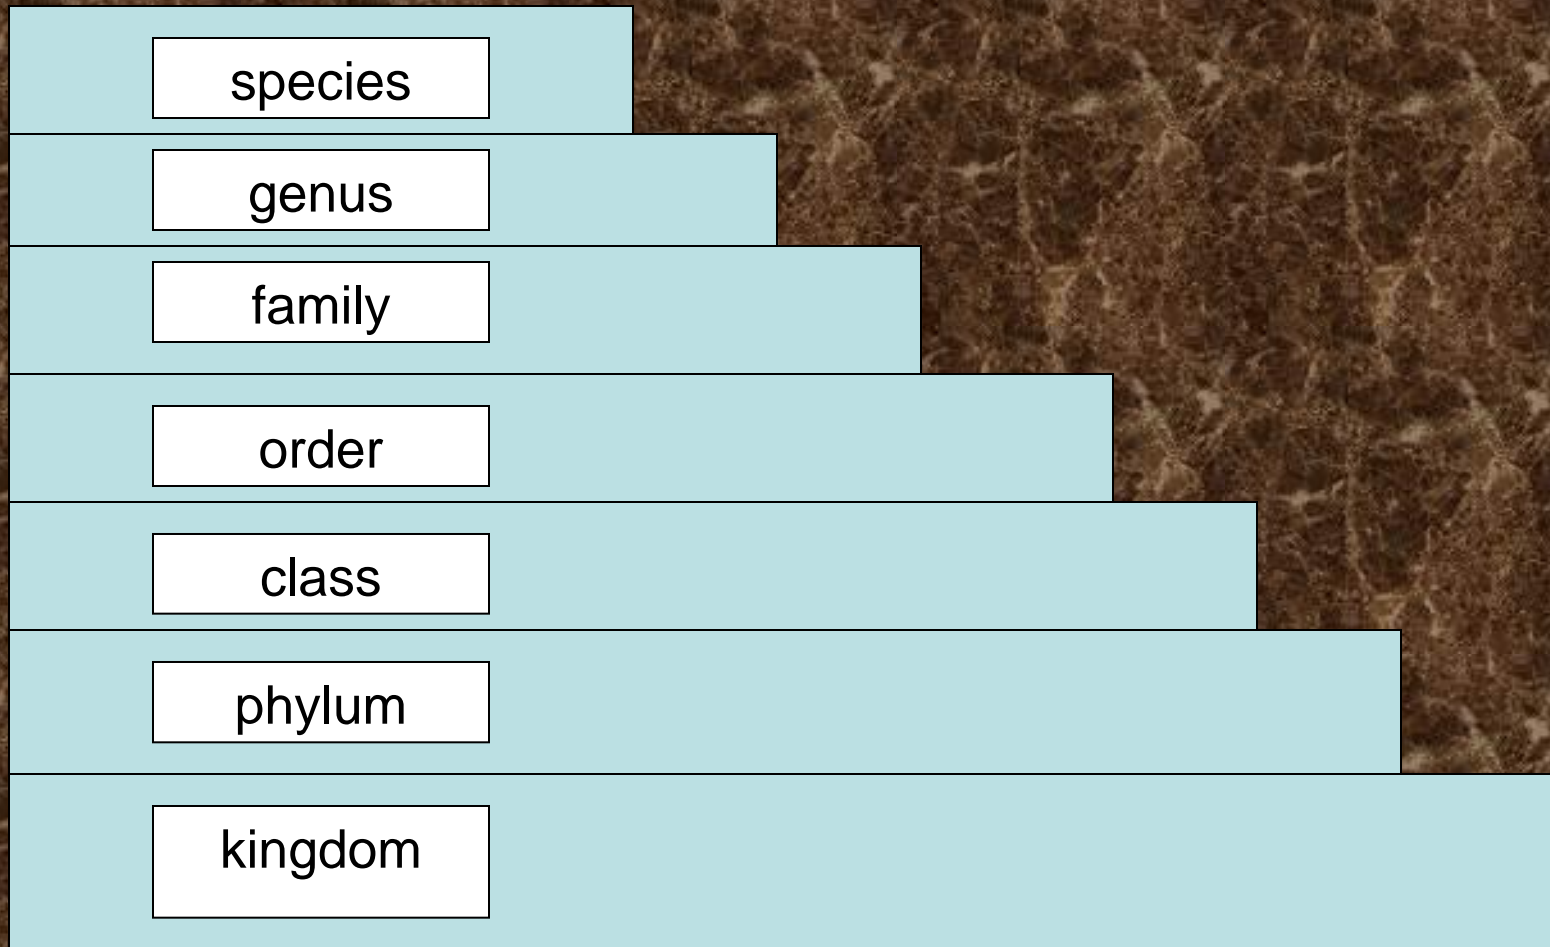 species
genus
family
order
class
phylum
kingdom